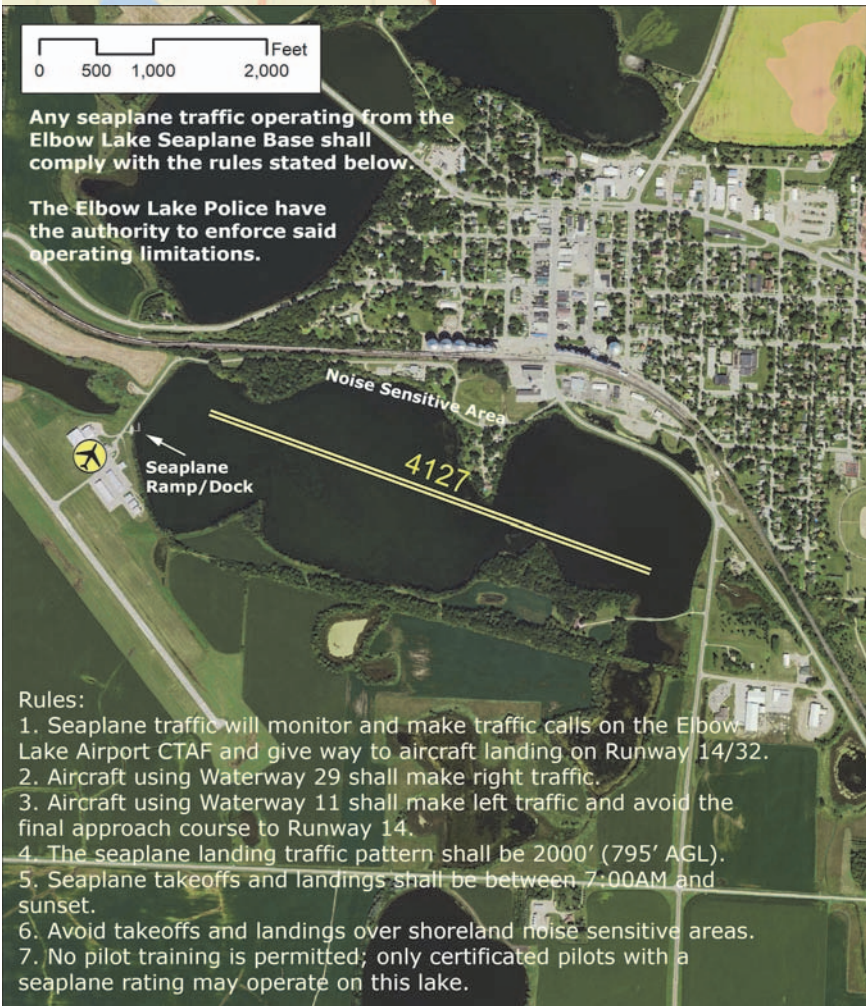 Feet
0 500 1,000 2,000
Any seaplane traffic operating from the
Elbow Lake Seaplane Base shall
comply with the rules stated below.
The Elbow Lake Police have
the authority to enforce said
operating limitations.
Noise Sensitive Area
4127
Seaplane
Ramp/Dock
Rules:
1. Seaplane traffic will monitor and make traffic calls on the Elbow
Lake Airport CTAF and give way to aircraft landing on Runway 14/32.
2. Aircraft using Waterway 29 shall make right traffic.
3. Aircraft using Waterway 11 shall make left traffic and avoid the
final approach course to Runway 14.
4. The seaplane landing traffic pattern shall be 2000’ (795’ AGL).
5. Seaplane takeoffs and landings shall be between 7:00AM and
sunset.
6. Avoid takeoffs and landings over shoreland noise sensitive areas.
7. No pilot training is permitted; only certificated pilots with a
seaplane rating may operate on this lake.